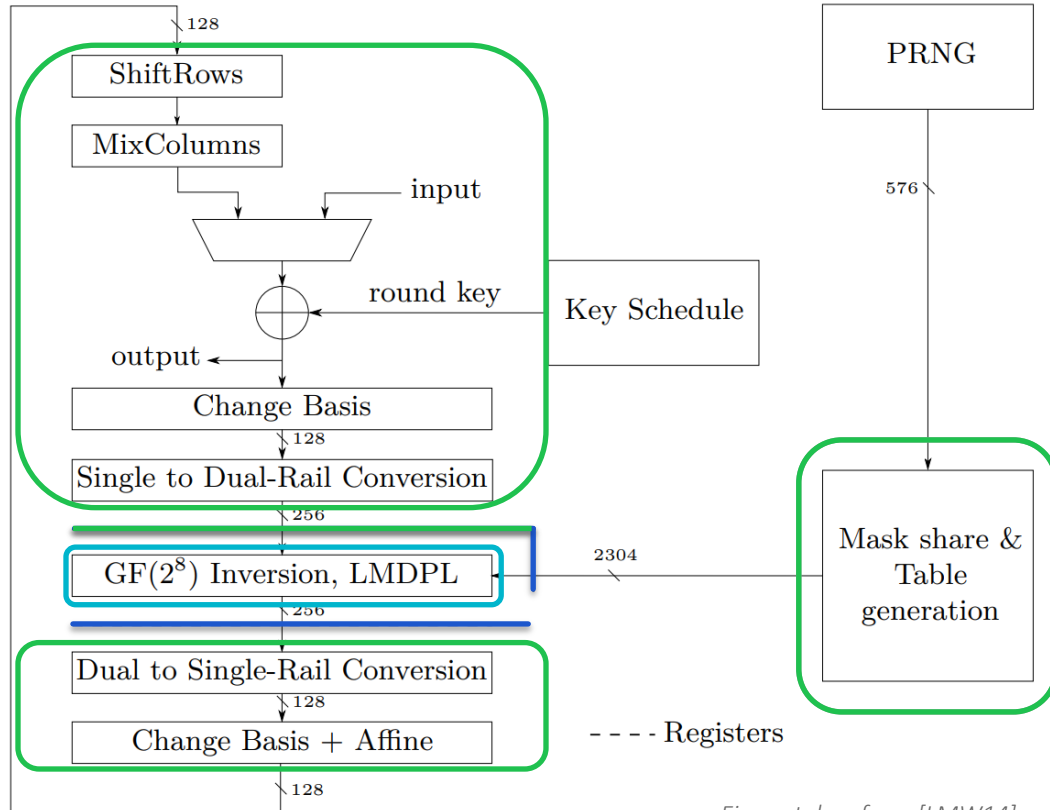 128
ShiftRows
MixColumns
input
round key
Key Schedule
output
Change Basis
128
Single to Dual-Rail Conversion
256
GF(2⁸) Inversion, LMDPL
256
Dual to Single-Rail Conversion
128
Change Basis + Affine
128
PRNG
576
Mask share &
Table
generation
2304
Registers